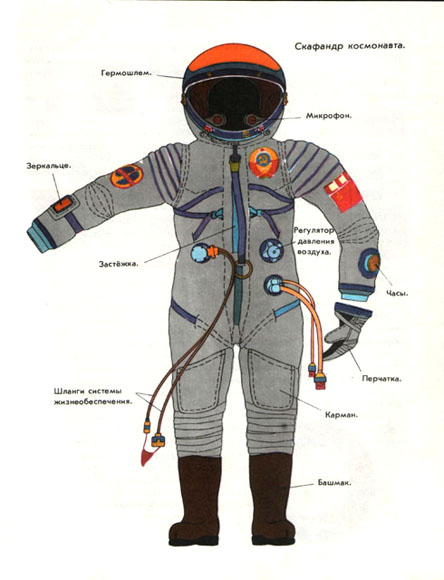 Скафандр космонавта.
Гермошлем.
Микрофон.
Зеркальце.
Регулятор
давления
воздуха.
Застёжка.
Часы.
Перчатка.
Шланги системы
жизнеобеспечения.
Карман.
Башмак.